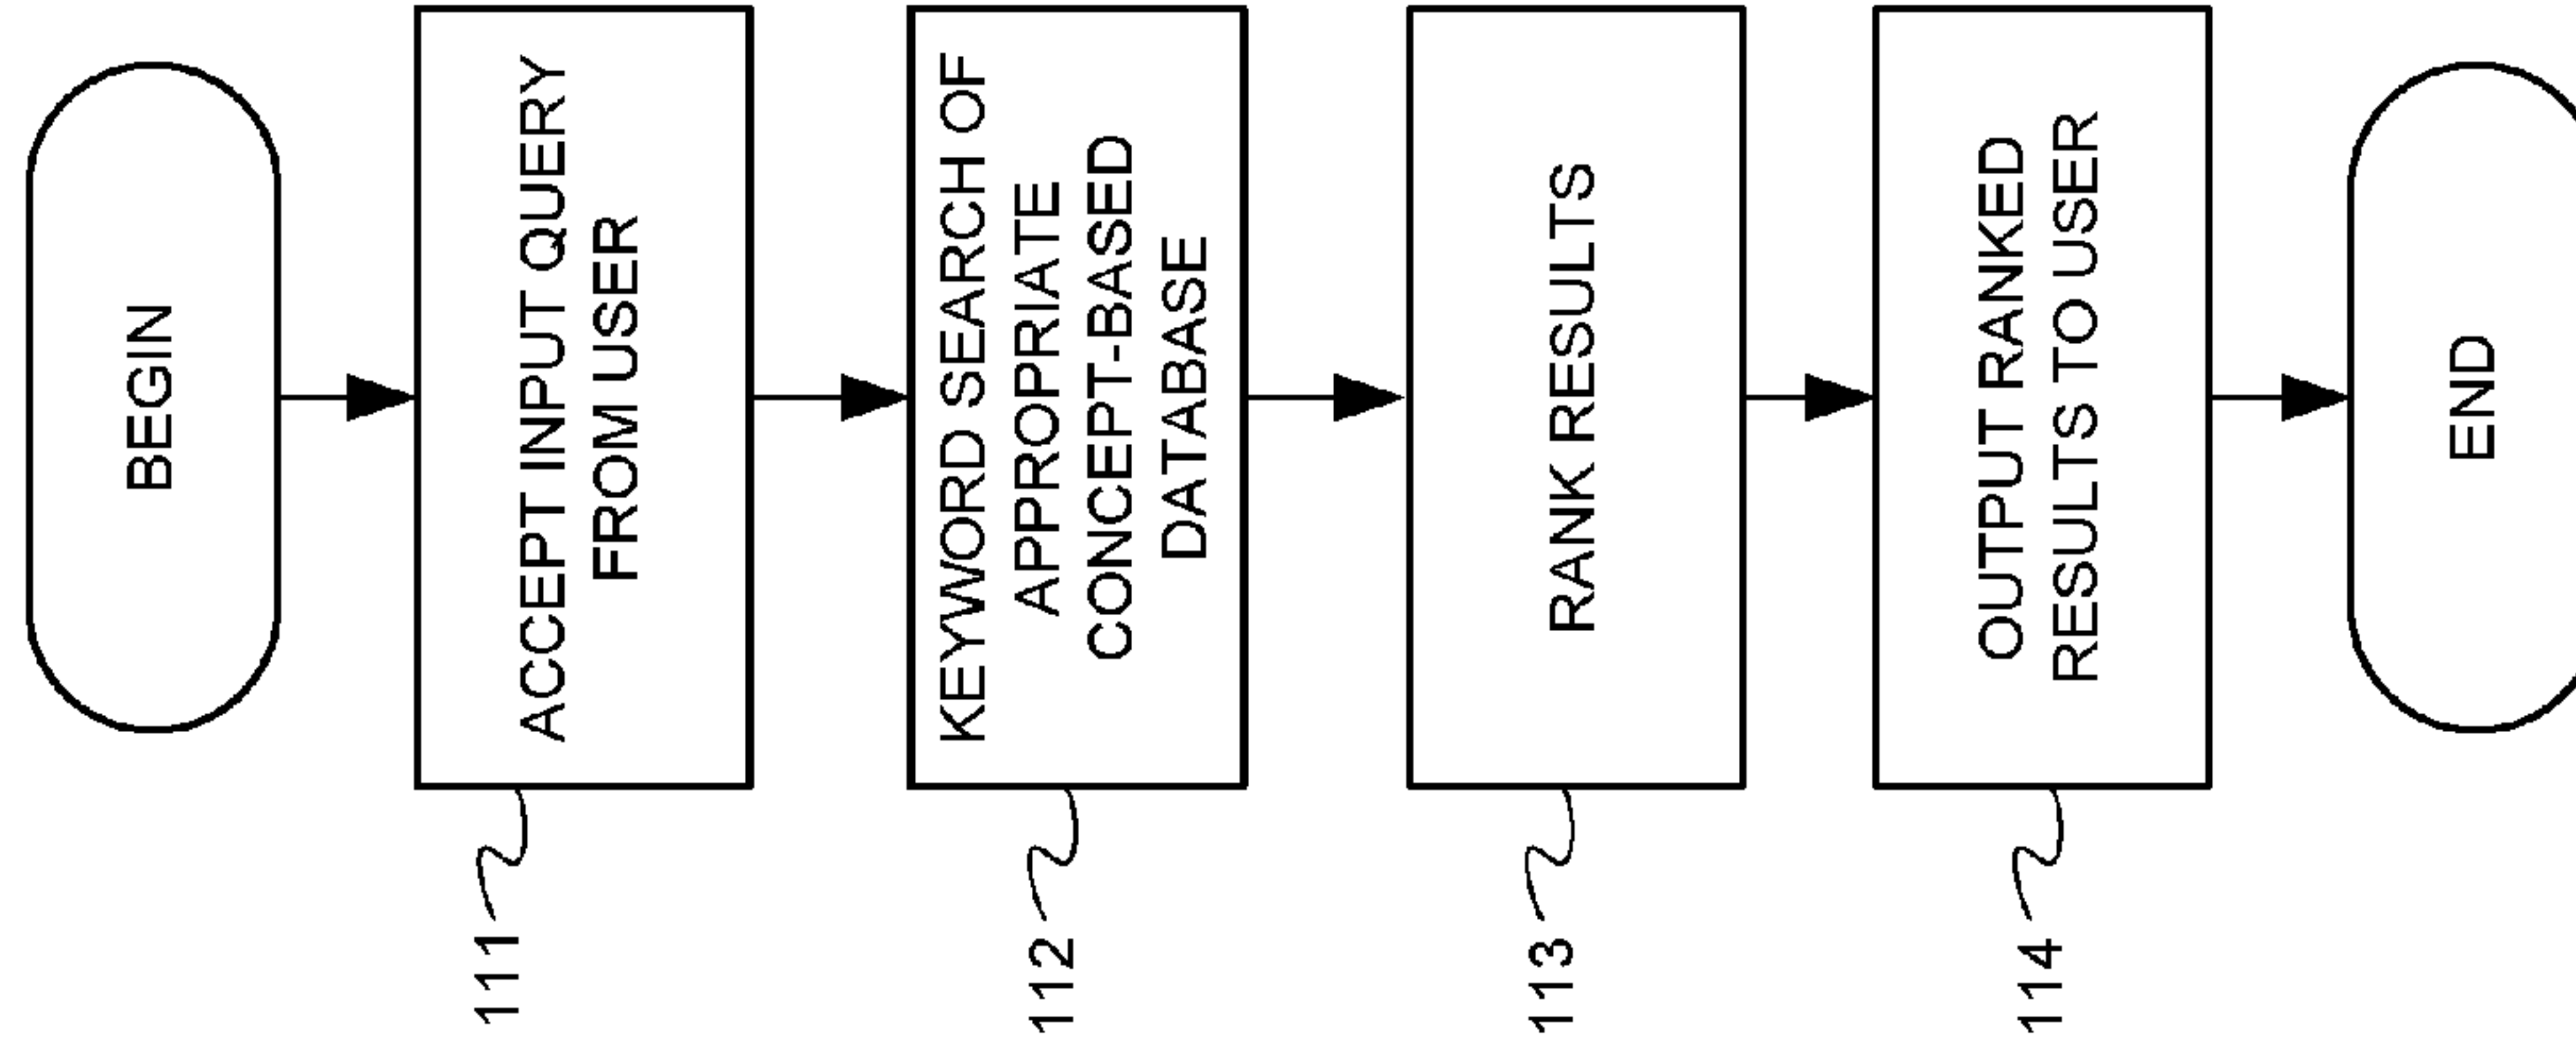 BEGIN
ACCEPT INPUT QUERY
FROM USER
111
KEYWORD SEARCH OF
APPROPRIATE
CONCEPT-BASED
DATABASE
112
RANK RESULTS
113
OUTPUT RANKED
RESULTS TO USER
114
END